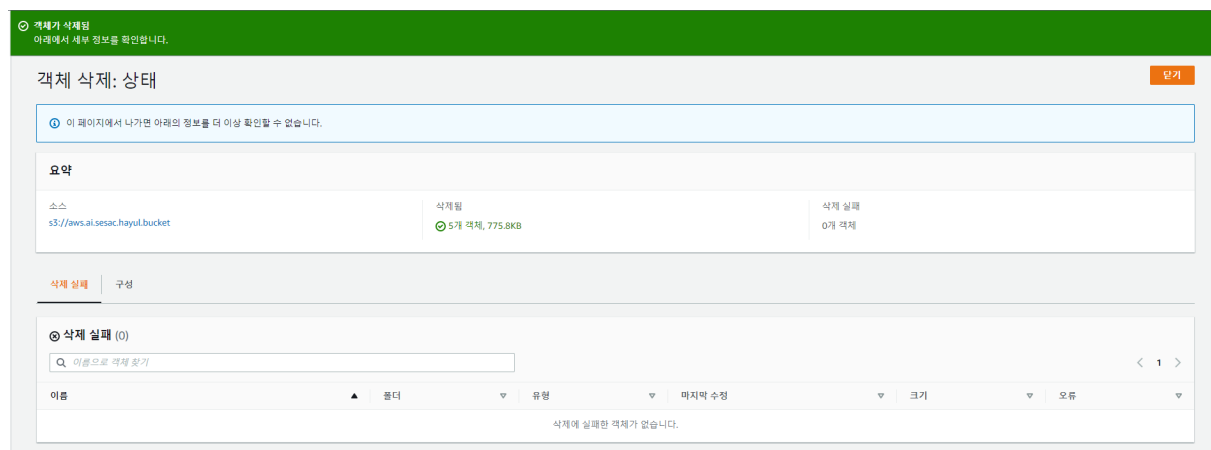 객체가 삭제됨
아래에서 세부 정보를 확인합니다.
객체 삭제: 상태
닫기
이 페이지에서 나가면 아래의 정보를 더 이상 확인할 수 없습니다.
요약
소스
s3://aws.ai.sesac.hayul.bucket
삭제됨
5개 객체, 775.8KB
삭제 실패
0개 객체
삭제 실패 구성
삭제 실패 (0)
이름으로 객체 찾기
1
이름 폴더 유형 마지막 수정 크기 오류
삭제에 실패한 객체가 없습니다.